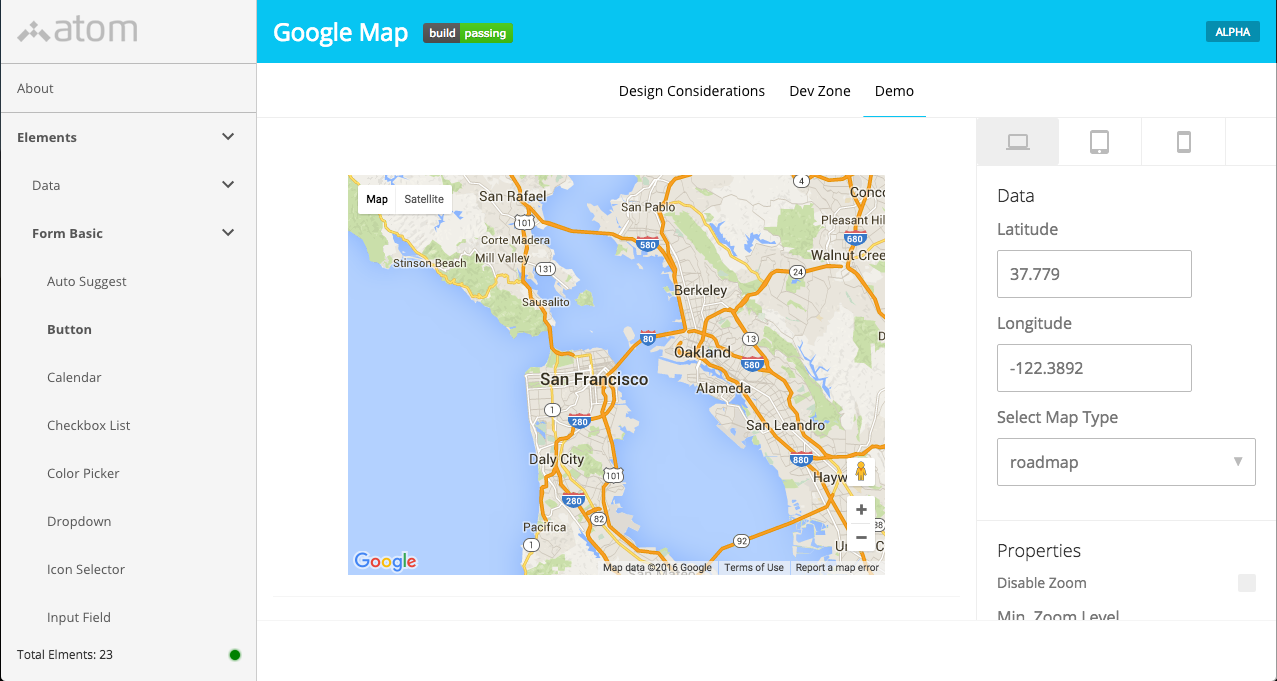 atom
Google Map
build passing
ALPHA
About
Elements
Data
Form Basic
Auto Suggest
Button
Calendar
Checkbox List
Color Picker
Dropdown
Icon Selector
Input Field
Total Elments: 23
Design Considerations
Dev Zone
Demo
Map
Satellite
San Rafael
101
San Pablo
4
Conco
Pleasant Hil
Corte Madera
580
680
Stinson Beach
Mill Valley
Walnut Cree
131
24
Sausalito
Berkeley
80
13
Oakland
580
San Francisco
Alameda
1
280
San Leandro
Daly City
880
101
Hayw
280
82
Pacifica
1
92
Google
Map data ©2016 Google
Terms of Use
Report a map error
San Mateo
Data
Latitude
37.779
Longitude
-122.3892
Select Map Type
roadmap
Properties
Disable Zoom
Min. Zoom Level